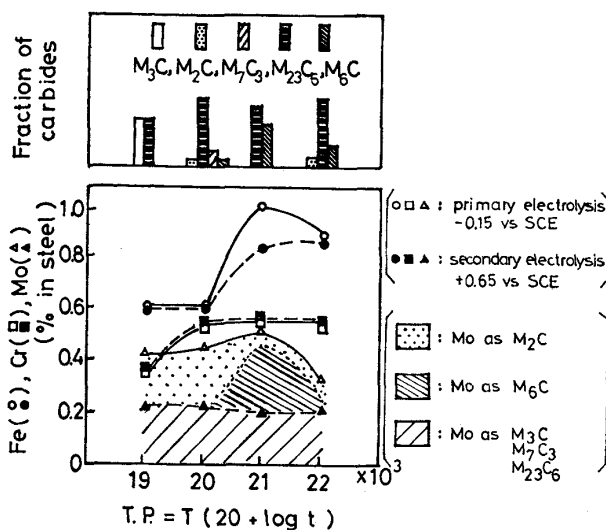 Fraction of
carbides
M3C, M2C, M7C3, M23C6, M6C
Fe(○●), Cr(□■), Mo(△▲)
(% in steel)
1.0
0.8
0.6
0.4
0.2
0
19 20 21 22 ×10³
T.P. = T (20 + log t)
○□△ : primary electrolysis
-0.15 vs SCE
●■▲ : secondary electrolysis
+0.65 vs SCE
: Mo as M2C
: Mo as M6C
: Mo as M3C
M7C3
M23C6